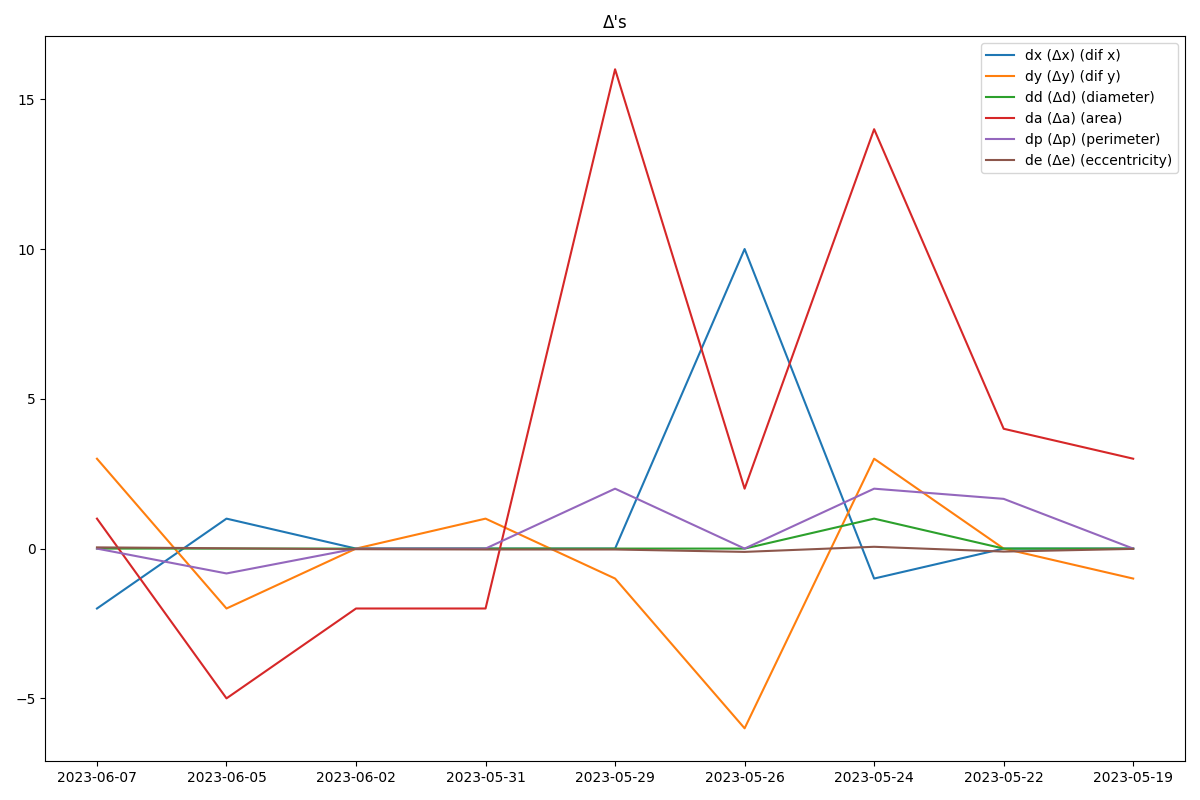 Δ's
dx (Δx) (dif x)
dy (Δy) (dif y)
dd (Δd) (diameter)
da (Δa) (area)
dp (Δp) (perimeter)
de (Δe) (eccentricity)
15
10
5
0
−5
2023-06-07 2023-06-05 2023-06-02 2023-05-31 2023-05-29 2023-05-26 2023-05-24 2023-05-22 2023-05-19